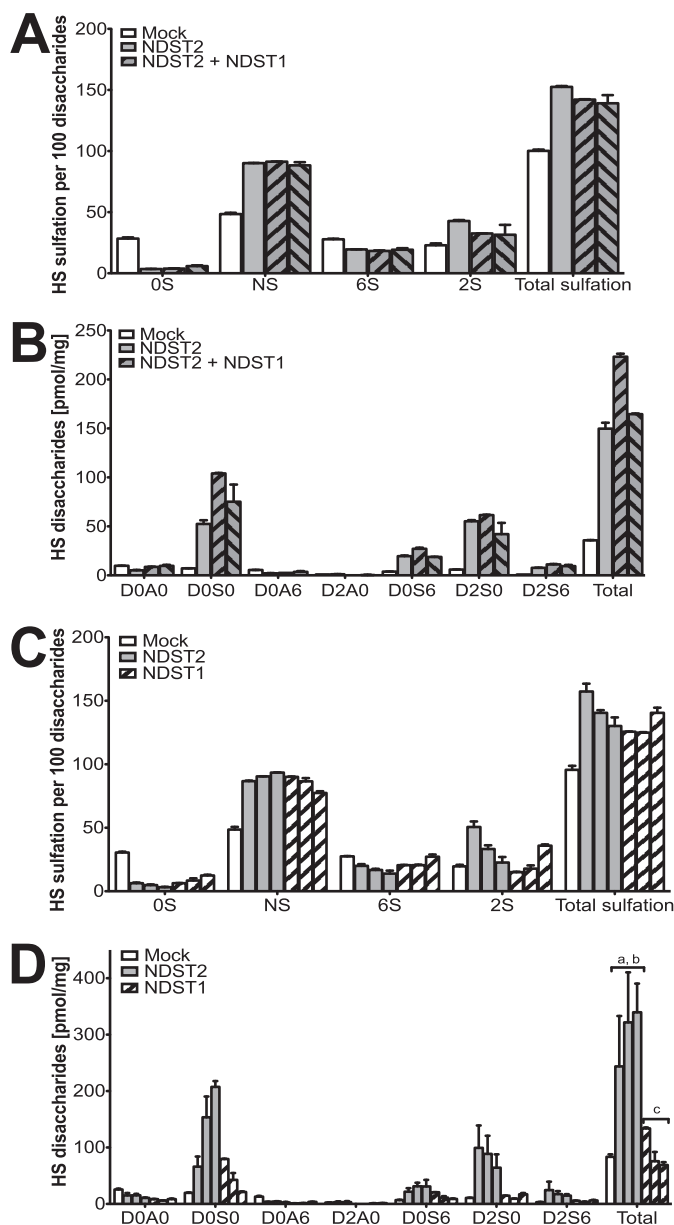 A
HS sulfation per 100 disaccharides
Mock
NDST2
NDST2 + NDST1
200
150
100
50
0
0S NS 6S 2S Total sulfation
B
HS disaccharides [pmol/mg]
Mock
NDST2
NDST2 + NDST1
250
200
150
100
50
0
D0A0 D0S0 D0A6 D2A0 D0S6 D2S0 D2S6 Total
C
HS sulfation per 100 disaccharides
Mock
NDST2
NDST1
200
150
100
50
0
0S NS 6S 2S Total sulfation
D
HS disaccharides [pmol/mg]
Mock
NDST2
NDST1
a, b
c
400
300
200
100
0
D0A0 D0S0 D0A6 D2A0 D0S6 D2S0 D2S6 Total